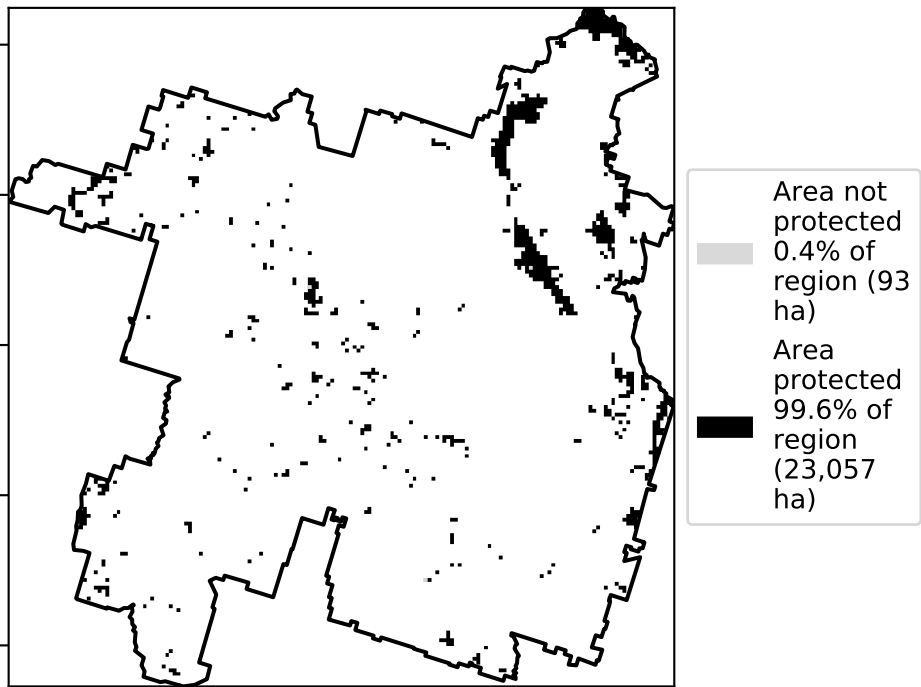 Area not
protected
0.4% of
region (93
ha)
Area
protected
99.6% of
region
(23,057
ha)